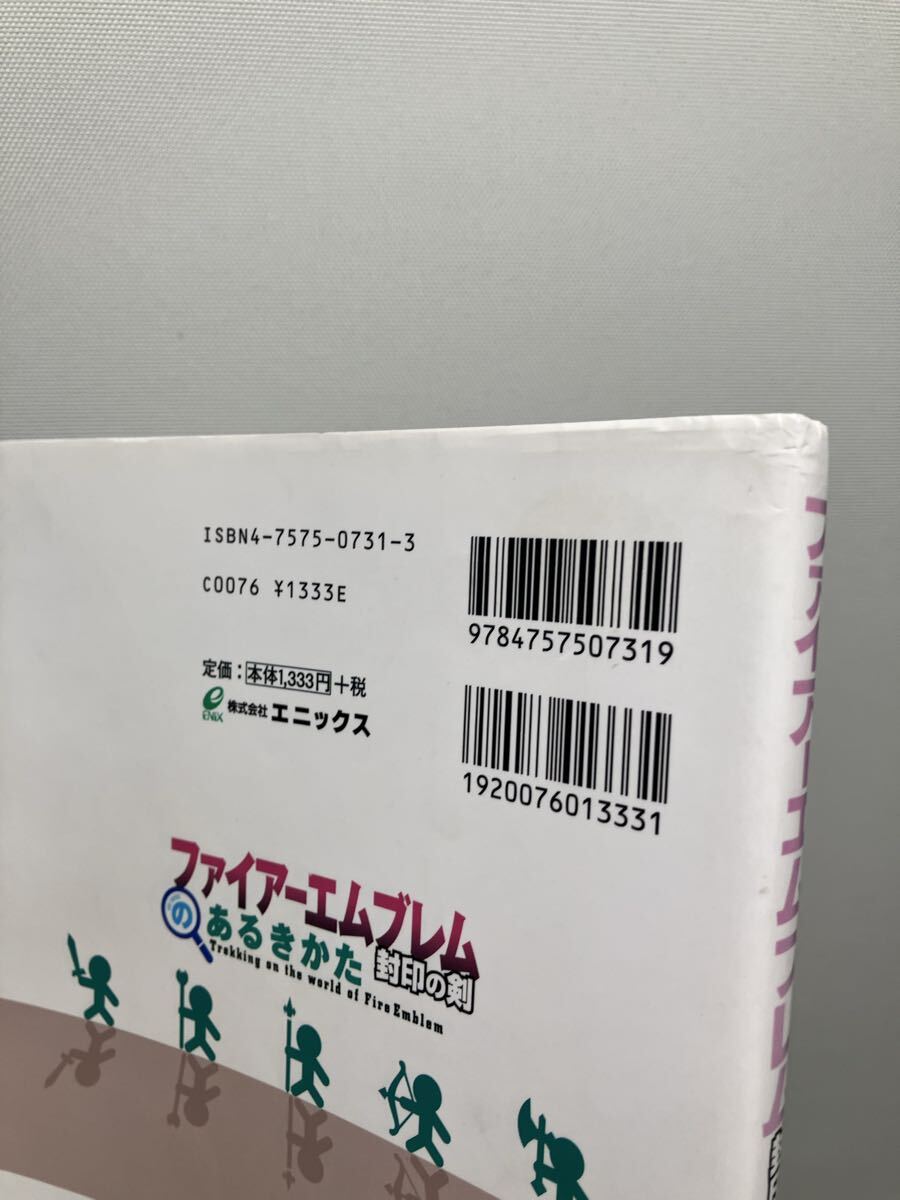 ISBN4-7575-0731-3
C0076 ¥1333E
定価：本体1,333円+税
ENIX 株式会社エニックス
9784757507319
1920076013331
ファイアーエムブレム
のあるきかた 封印の剣
Trekking on the world of Fire Emblem
ファイアーエムブレム